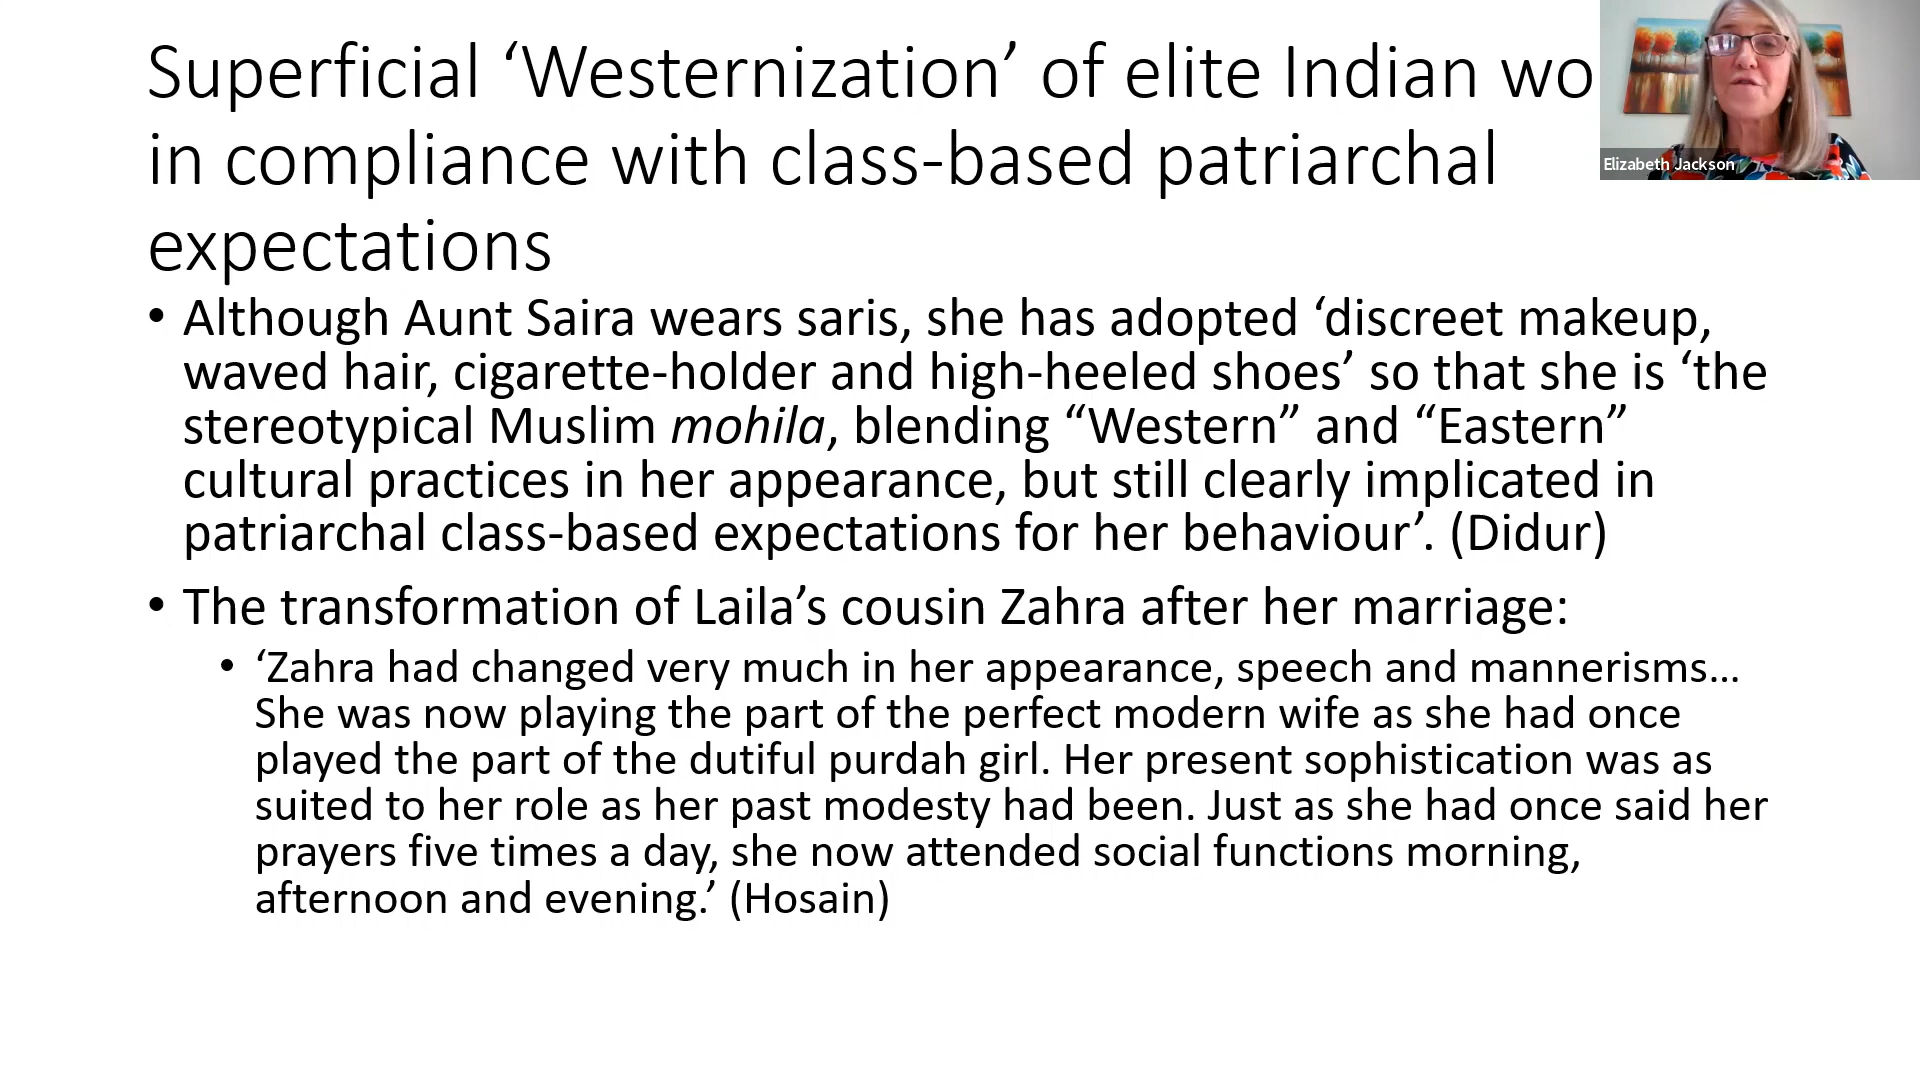 Superficial ‘Westernization’ of elite Indian
in compliance with class-based patriarchal
expectations
Elizabeth Jackson
• Although Aunt Saira wears saris, she has adopted ‘discreet makeup,
waved hair, cigarette-holder and high-heeled shoes’ so that she is ‘the
stereotypical Muslim mohila, blending “Western” and “Eastern”
cultural practices in her appearance, but still clearly implicated in
patriarchal class-based expectations for her behaviour’. (Didur)
• The transformation of Laila’s cousin Zahra after her marriage:
• ‘Zahra had changed very much in her appearance, speech and mannerisms…
She was now playing the part of the perfect modern wife as she had once
played the part of the dutiful purdah girl. Her present sophistication was as
suited to her role as her past modesty had been. Just as she had once said her
prayers five times a day, she now attended social functions morning,
afternoon and evening.’ (Hosain)